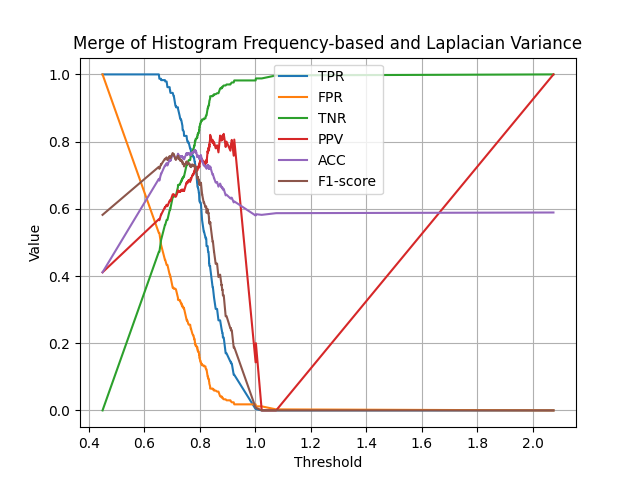 Merge of Histogram Frequency-based and Laplacian Variance
TPR
FPR
TNR
PPV
ACC
F1-score
Value
1.0
0.8
0.6
0.4
0.2
0.0
0.4 0.6 0.8 1.0 1.2 1.4 1.6 1.8 2.0
Threshold